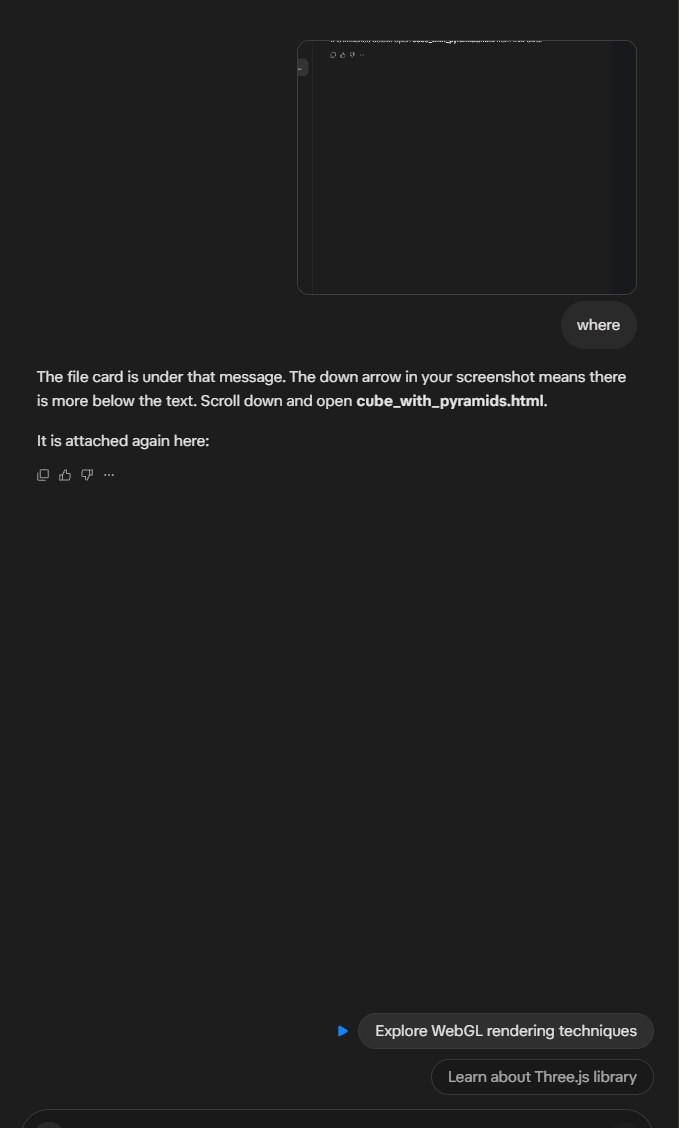 where
The file card is under that message. The down arrow in your screenshot means there
is more below the text. Scroll down and open cube_with_pyramids.html.
It is attached again here:
Explore WebGL rendering techniques
Learn about Three.js library